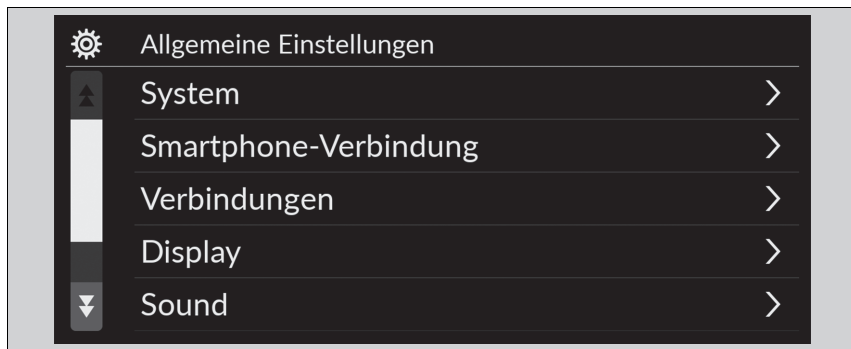 Allgemeine Einstellungen
System
Smartphone-Verbindung
Verbindungen
Display
Sound